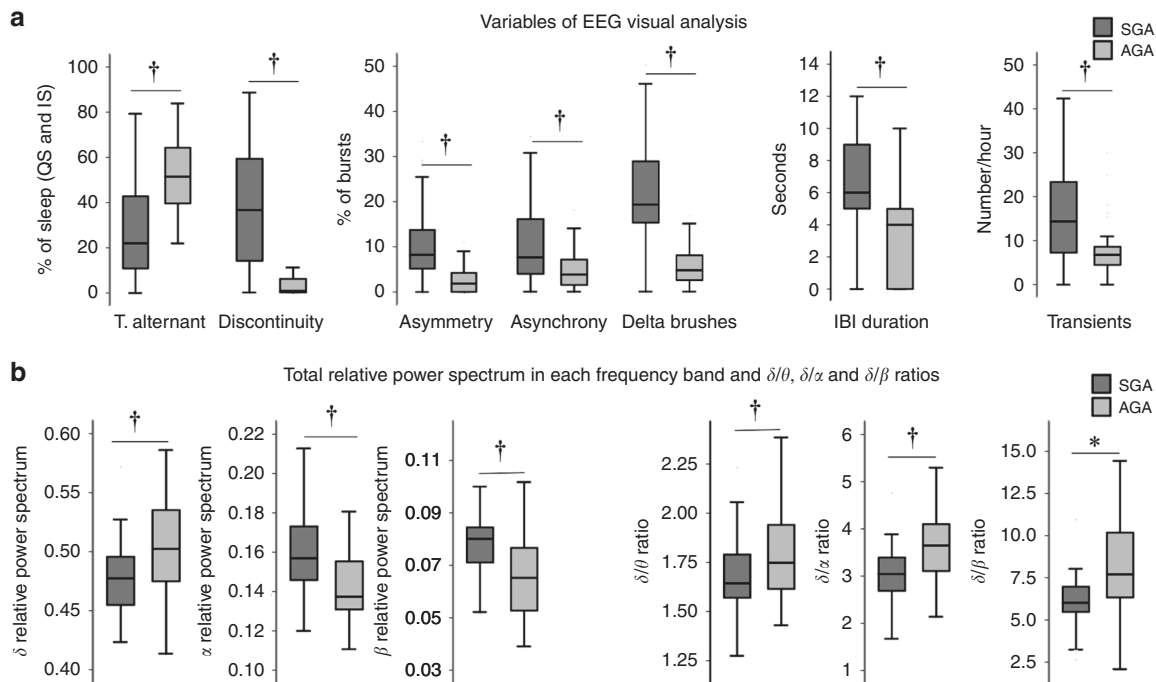 a
Variables of EEG visual analysis
SGA
AGA
% of sleep (QS and IS)
100
80
60
40
20
0
†
†
T. alternant
Discontinuity
% of bursts
50
40
30
20
10
0
†
†
†
Asymmetry
Asynchrony
Delta brushes
Seconds
14
12
10
8
6
4
2
0
†
IBI duration
Number/hour
50
40
30
20
10
0
†
Transients
b
Total relative power spectrum in each frequency band and δ/θ, δ/α and δ/β ratios
SGA
AGA
δ relative power spectrum
0.60
0.55
0.50
0.45
0.40
†
α relative power spectrum
0.22
0.20
0.18
0.16
0.14
0.12
0.10
†
β relative power spectrum
0.11
0.09
0.07
0.05
0.03
†
δ/θ ratio
2.25
2.00
1.75
1.50
1.25
†
δ/α ratio
6
5
4
3
2
1
†
δ/β ratio
15.0
12.5
10.0
7.5
5.0
2.5
*